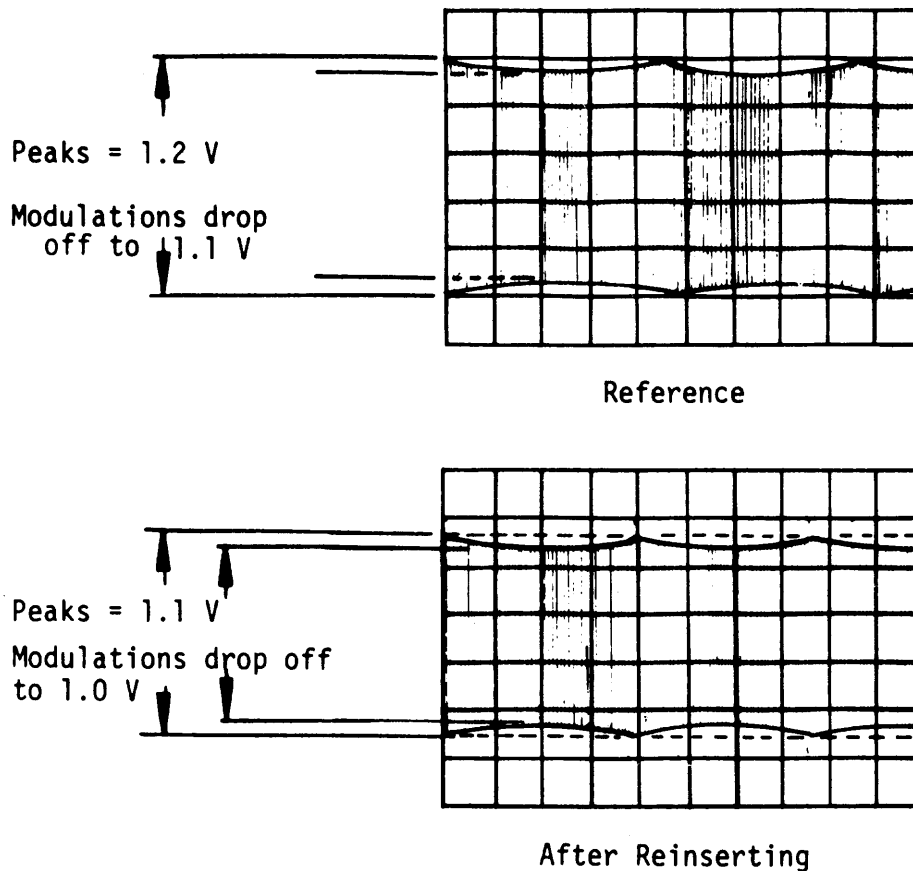 Peaks = 1.2 V
Modulations drop
off to 1.1 V
Reference
Peaks = 1.1 V
Modulations drop off
to 1.0 V
After Reinserting